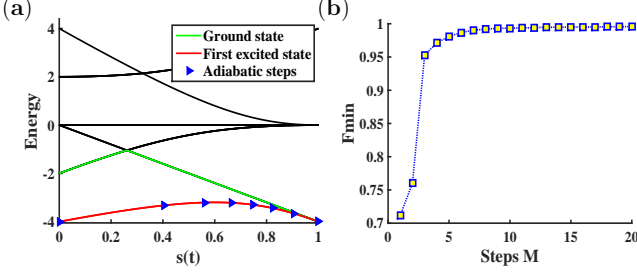 (a)
Energy
4
2
0
-2
-4
Ground state
First excited state
Adiabatic steps
0
0.2
0.4
0.6
0.8
1
s(t)
(b)
Fmin
1
0.95
0.9
0.85
0.8
0.75
0.7
0
5
10
15
20
Steps M